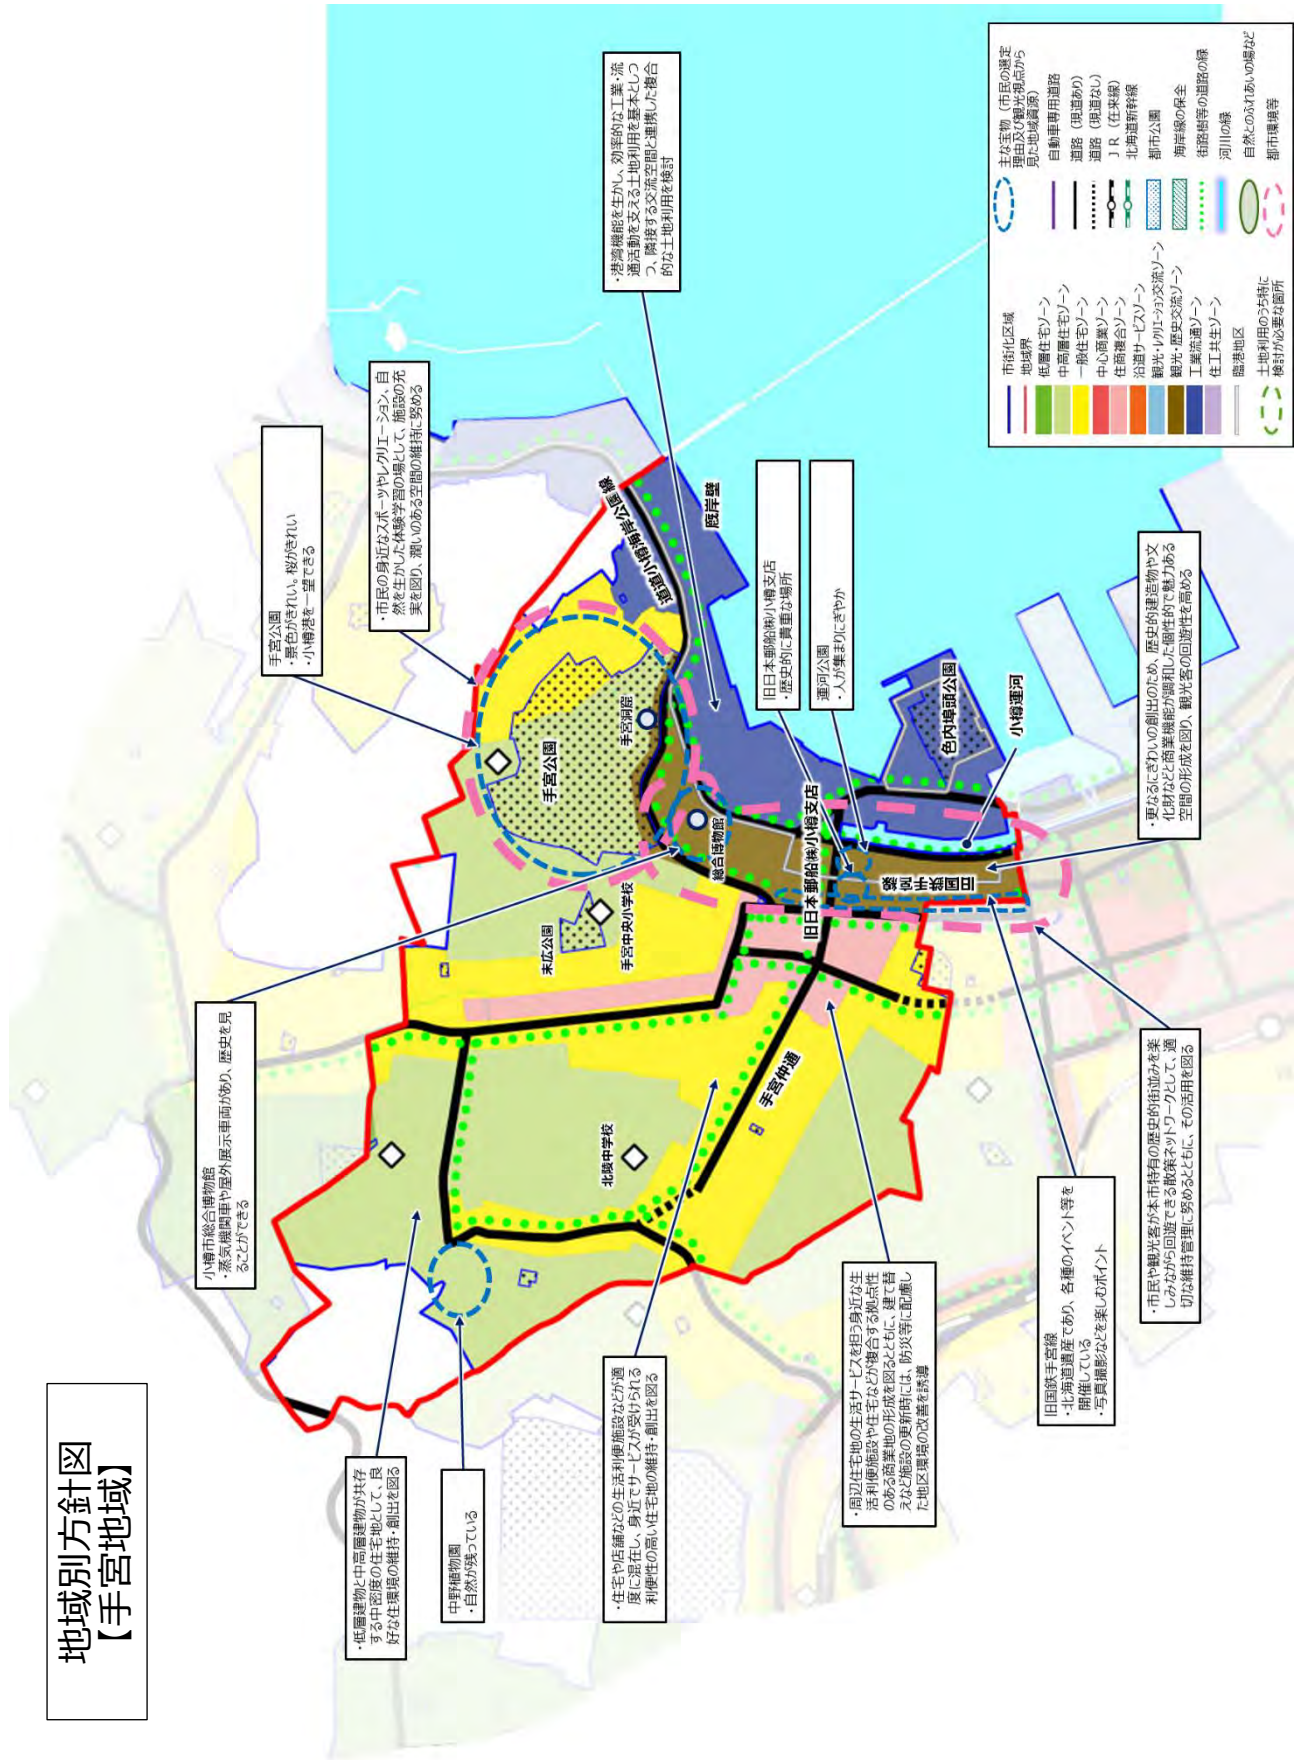 地域別方針図
【手宮地域】
・低層建物と中高層建物が共存
する中密度の住宅地として、良
好な住環境の維持・創出を図る
中野植物園
・自然が残っている
・住宅や店舗などの生活利便施設などが適
度に混在し、身近でサービスが受けられる
利便性の高い住宅地の維持・創出を図る
・周辺住宅地の生活サービスを担う身近な生
活利便施設や住宅などが複合する拠点性
のある商業地の形成を図るとともに、建て替
えなど施設の更新時には、防災等に配慮し
た地区環境の改善を誘導
旧国鉄手宮線
・北海道遺産であり、各種のイベント等を
開催している
・写真撮影などを楽しむポイント
・市民や観光客が本市特有の歴史的街並みを楽
しみながら回遊できる散策ネットワークとして、適
切な維持管理に努めるとともに、その活用を図る
小樽市総合博物館
・蒸気機関車や屋外展示車両があり、歴史を見
ることができる
手宮公園
・景色がきれい。桜がきれい
・小樽港を一望できる
・市民の身近なスポーツやレクリエーション、自
然を生かした体験学習の場として、施設の充
実を図り、潤いのある空間の維持に努める
・港湾機能を生かし、効率的な工業・流
通活動を支える土地利用を基本としつ
つ、隣接する交流空間と連携した複合
的な土地利用を検討
旧日本郵船㈱小樽支店
・歴史的に貴重な場所
運河公園
・人が集まりにぎやか
・更なるにぎわいの創出のため、歴史的建造物や文
化財などと商業機能が調和した個性的で魅力ある
空間の形成を図り、観光客の回遊性を高める
北陵中学校
手宮仲通
末広公園
手宮中央小学校
手宮公園
手宮洞窟
総合博物館
道道小樽海岸公園線
厩岸壁
旧日本郵船㈱小樽支店
旧国鉄手宮線
色内埠頭公園
小樽運河
市街化区域
地域界
低層住宅ゾーン
中高層住宅ゾーン
一般住宅ゾーン
中心商業ゾーン
住商複合ゾーン
沿道サービスゾーン
観光・レクリエーション交流ゾーン
観光・歴史交流ゾーン
工業流通ゾーン
住工共生ゾーン
臨港地区
土地利用のうち特に
検討が必要な箇所
主な宝物（市民の選定
理由及び観光視点から
見た地域資源）
自動車専用道路
道路（現道あり）
道路（現道なし）
ＪＲ（在来線）
北海道新幹線
都市公園
海岸線の保全
街路樹等の道路の緑
河川の緑
自然とのふれあいの場など
都市環境等